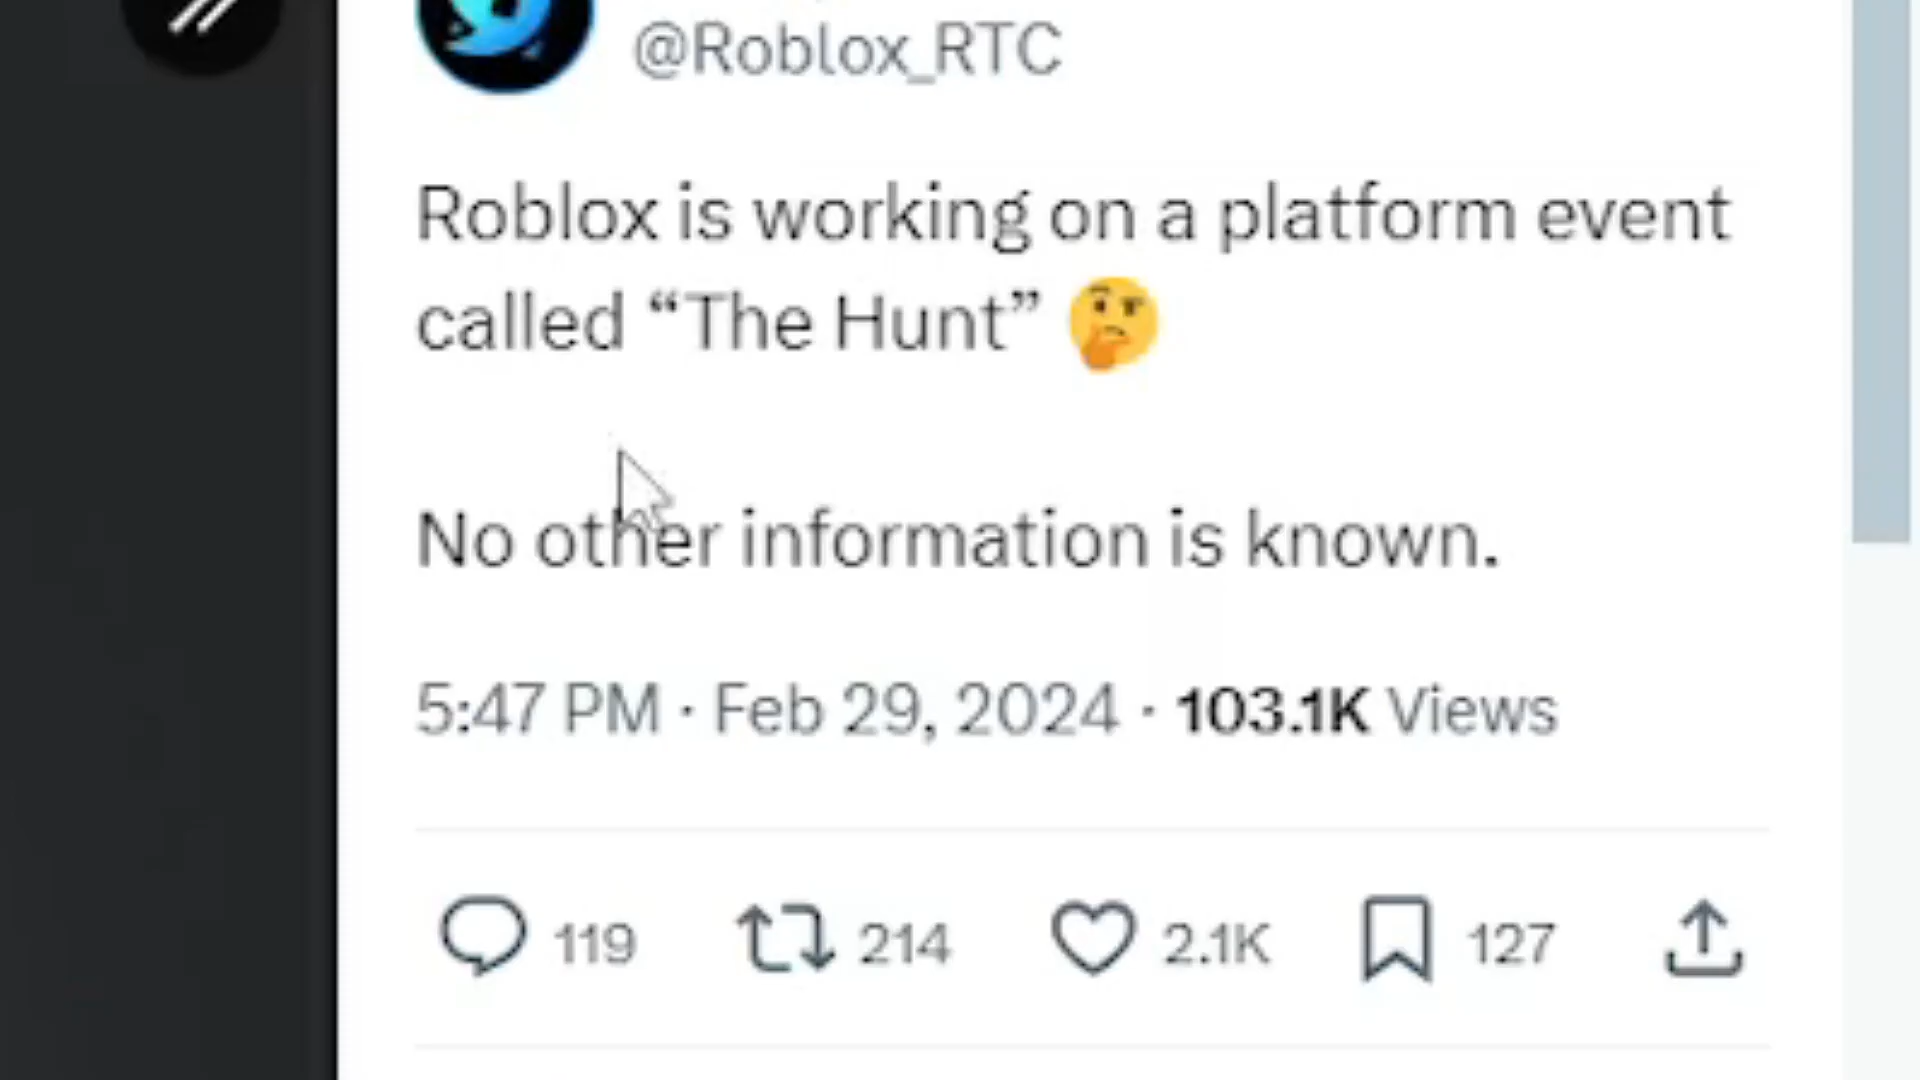 @Roblox_RTC
Roblox is working on a platform event
called “The Hunt” 🤔
No other information is known.
5:47 PM · Feb 29, 2024 · 103.1K Views
119 214 2.1K 127